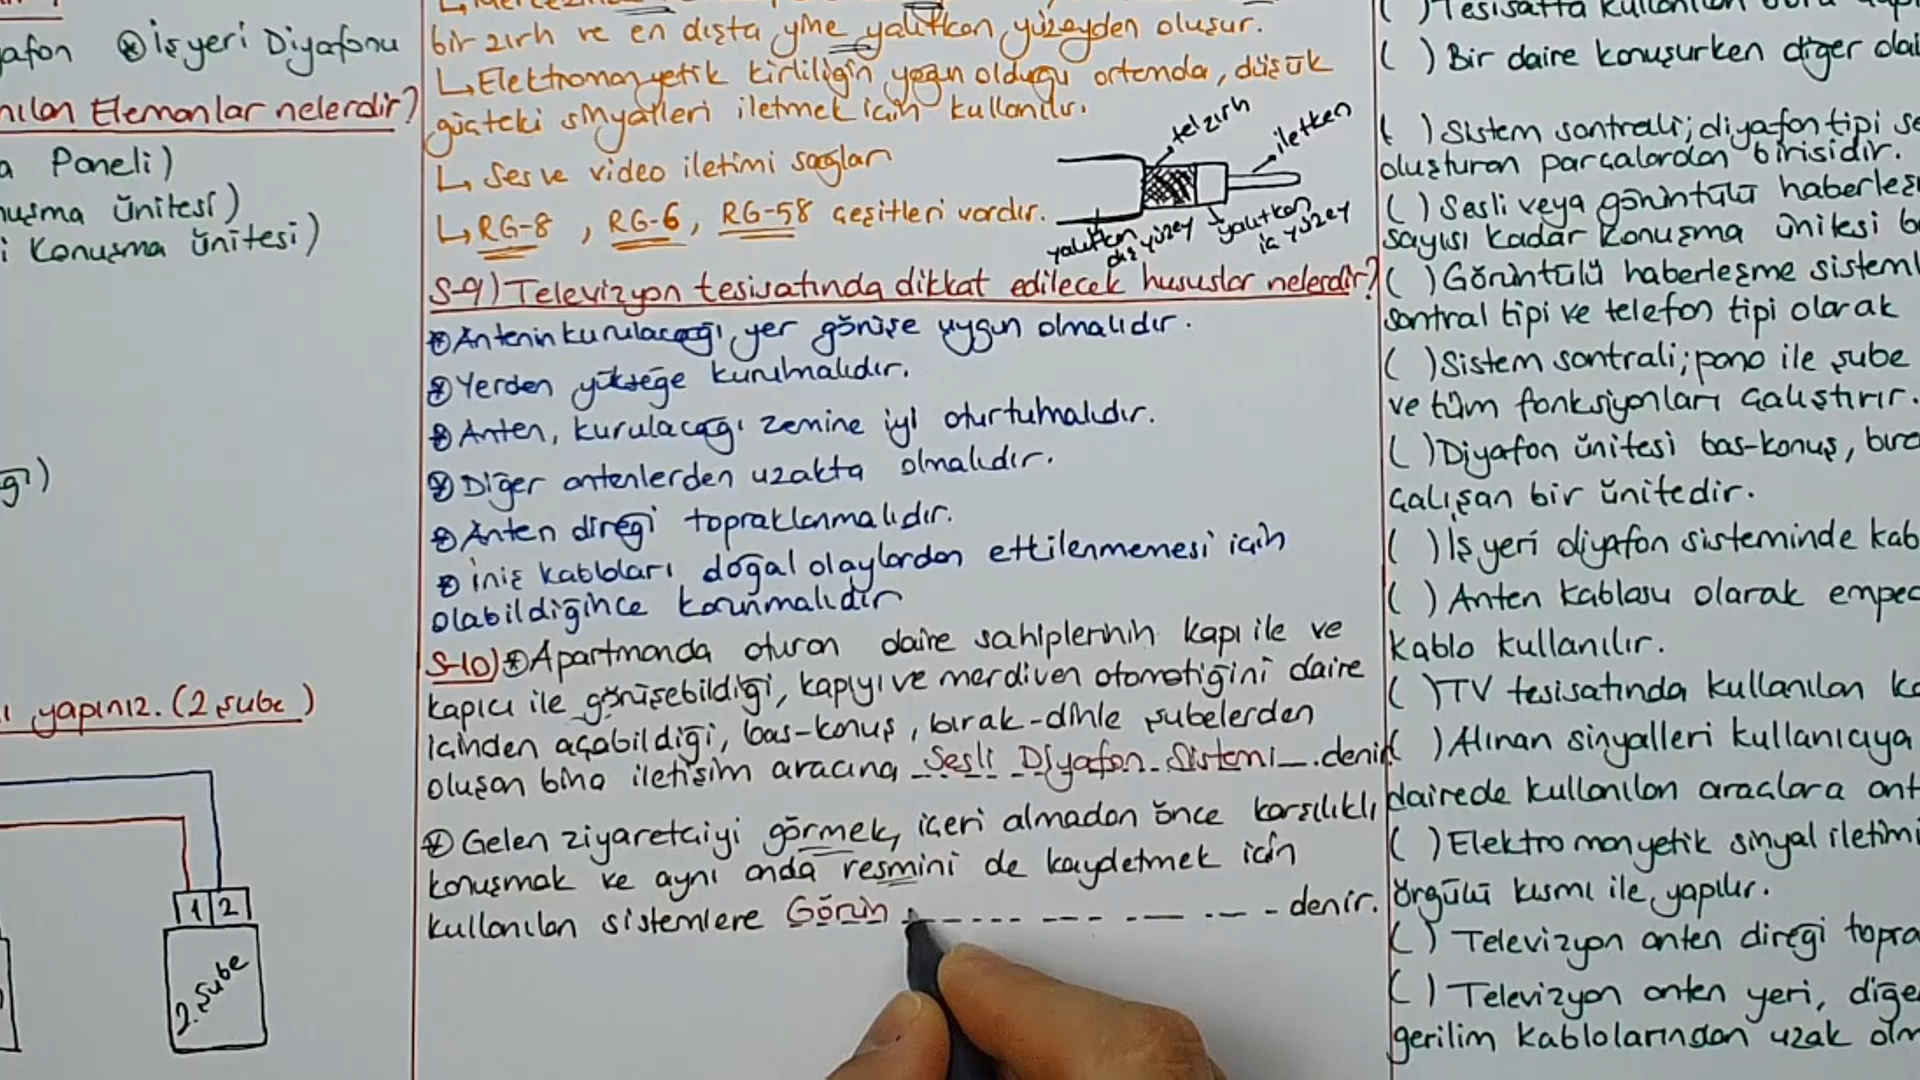 afon ⊛ İşyeri Diyafonu
nılan Elemanlar nelerdir?
a Paneli)
nuşma ünitesi)
i Konuşma ünitesi)
ğı)
ı yapınız. (2 şube)
1 2
2. şube
bir zırh ve en dışta yine yalıtkan yüzeyden oluşur.
↳ Elektromanyetik kirliliğin yoğun olduğu ortamda, düşük
güçteki sinyalleri iletmek için kullanılır.
↳ Ses ve video iletimi sağlar
↳ RG-8, RG-6, RG-58 çeşitleri vardır.
tel zırh
iletken
yalıtkan dış yüzey
yalıtkan iç yüzey
S-9) Televizyon tesisatında dikkat edilecek hususlar nelerdir?
⊛ Antenin kurulacağı yer görüşe uygun olmalıdır.
⊛ Yerden yükseğe kurulmalıdır.
⊛ Anten, kurulacağı zemine iyi oturtulmalıdır.
⊛ Diğer antenlerden uzakta olmalıdır.
⊛ Anten direği topraklanmalıdır.
⊛ iniş kabloları doğal olaylardan etkilenmemesi için
olabildiğince korunmalıdır
S-10) ⊛ Apartmanda oturan daire sahiplerinin kapı ile ve
kapıcı ile görüşebildiği, kapıyı ve merdiven otomatiğini daire
içinden açabildiği, bas-konuş, bırak-dinle şubelerden
oluşan bina iletişim aracına Sesli Diyafon Sistemi denir
⊛ Gelen ziyaretçiyi görmek, içeri almadan önce karşılıklı
konuşmak ve aynı anda resmini de kaydetmek için
kullanılan sistemlere Görün ---------- denir.
( ) Tesisatta kullanılan
( ) Bir daire konuşurken diğer dai
( ) Sistem santrali; diyafon tipi se
oluşturan parçalardan birisidir.
( ) Sesli veya görüntülü haberleş
sayısı kadar konuşma ünitesi b
( ) Görüntülü haberleşme sisteml
santral tipi ve telefon tipi olarak
( ) Sistem santrali; pano ile şube
ve tüm fonksiyonları çalıştırır.
( ) Diyafon ünitesi bas-konuş, bıra
çalışan bir ünitedir.
( ) İş yeri diyafon sisteminde kab
( ) Anten kablosu olarak empe
kablo kullanılır.
( ) TV tesisatında kullanılan k
( ) Alınan sinyalleri kullanıcıya
dairede kullanılan araçlara ant
( ) Elektromanyetik sinyal iletimi
örgülü kısmı ile yapılır.
( ) Televizyon anten direği topra
( ) Televizyon anten yeri, diğe
gerilim kablolarından uzak olm